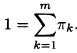 $1 = \sum_{k=1}^{m} \pi_k.$